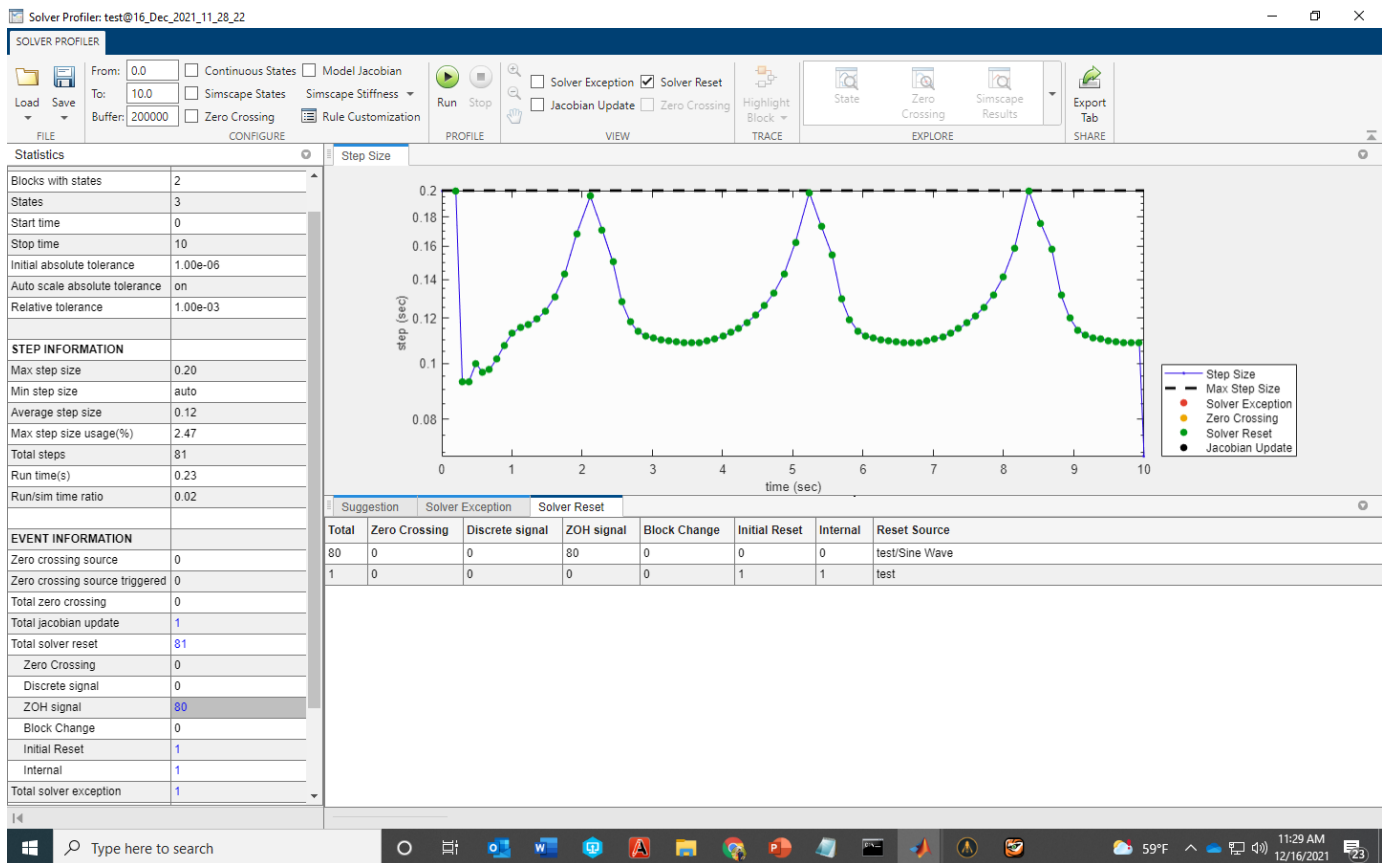 Solver Profiler: test@16_Dec_2021_11_28_22
SOLVER PROFILER
Load
Save
FILE
From: 0.0
To: 10.0
Buffer: 200000
Continuous States
Model Jacobian
Simscape States
Simscape Stiffness
Zero Crossing
Rule Customization
CONFIGURE
Run
Stop
PROFILE
Solver Exception
Solver Reset
Jacobian Update
Zero Crossing
VIEW
Highlight
Block
TRACE
State
Zero
Crossing
Simscape
Results
EXPLORE
Export
Tab
SHARE
Statistics
Blocks with states 2
States 3
Start time 0
Stop time 10
Initial absolute tolerance 1.00e-06
Auto scale absolute tolerance on
Relative tolerance 1.00e-03
STEP INFORMATION
Max step size 0.20
Min step size auto
Average step size 0.12
Max step size usage(%) 2.47
Total steps 81
Run time(s) 0.23
Run/sim time ratio 0.02
EVENT INFORMATION
Zero crossing source 0
Zero crossing source triggered 0
Total zero crossing 0
Total jacobian update 1
Total solver reset 81
Zero Crossing 0
Discrete signal 0
ZOH signal 80
Block Change 0
Initial Reset 1
Internal 1
Total solver exception 1
Step Size
0.2
0.18
0.16
0.14
0.12
0.1
0.08
step (sec)
0 1 2 3 4 5 6 7 8 9 10
time (sec)
Step Size
Max Step Size
Solver Exception
Zero Crossing
Solver Reset
Jacobian Update
Suggestion Solver Exception Solver Reset
Total Zero Crossing Discrete signal ZOH signal Block Change Initial Reset Internal Reset Source
80 0 0 80 0 0 0 test/Sine Wave
1 0 0 0 0 1 1 test
Type here to search
59°F
11:29 AM
12/16/2021
23